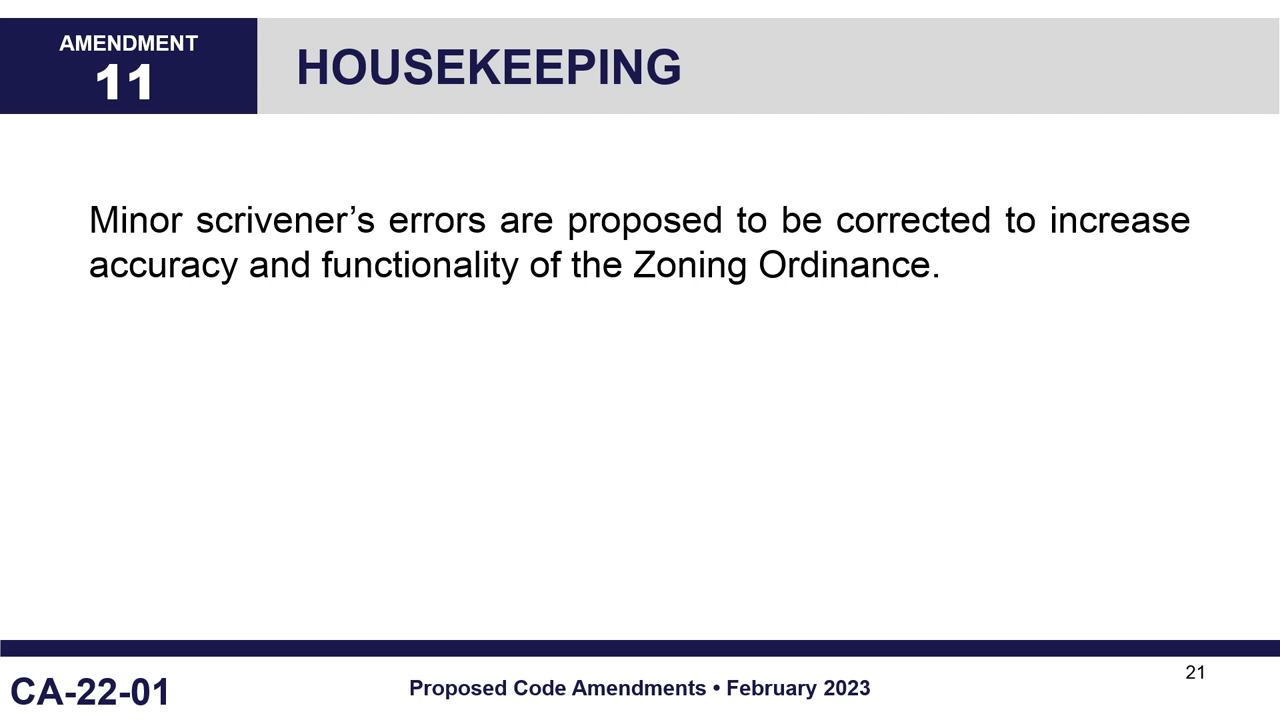 AMENDMENT
11
HOUSEKEEPING
Minor scrivener’s errors are proposed to be corrected to increase
accuracy and functionality of the Zoning Ordinance.
CA-22-01
Proposed Code Amendments • February 2023
21